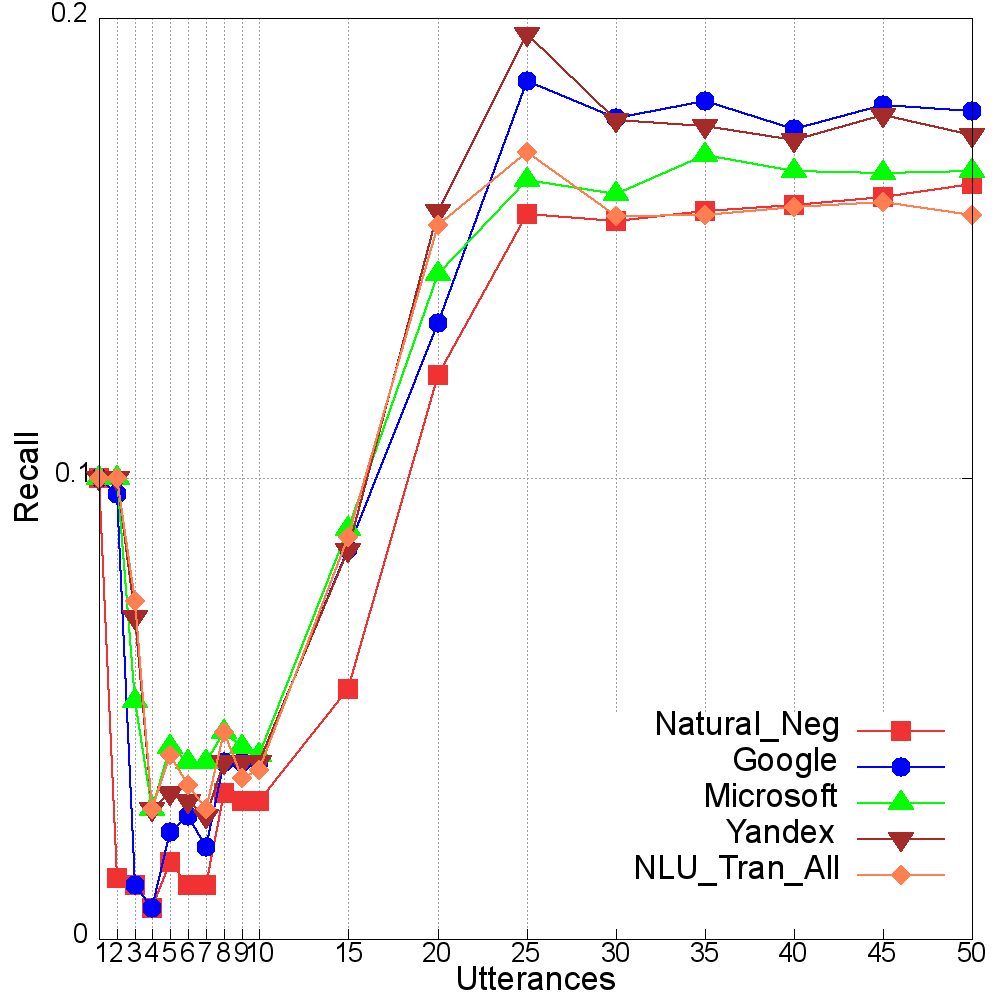 0.2
0.1
0
Recall
Natural_Neg
Google
Microsoft
Yandex
NLU_Tran_All
1 2 3 4 5 6 7 8 9 10 15 20 25 30 35 40 45 50
Utterances